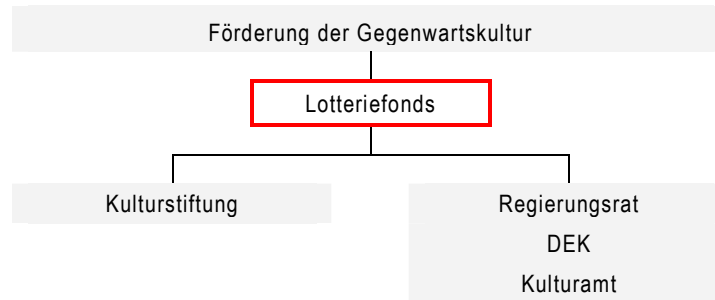 Förderung der Gegenwartskultur
Lotteriefonds
Kulturstiftung
Regierungsrat
DEK
Kulturamt